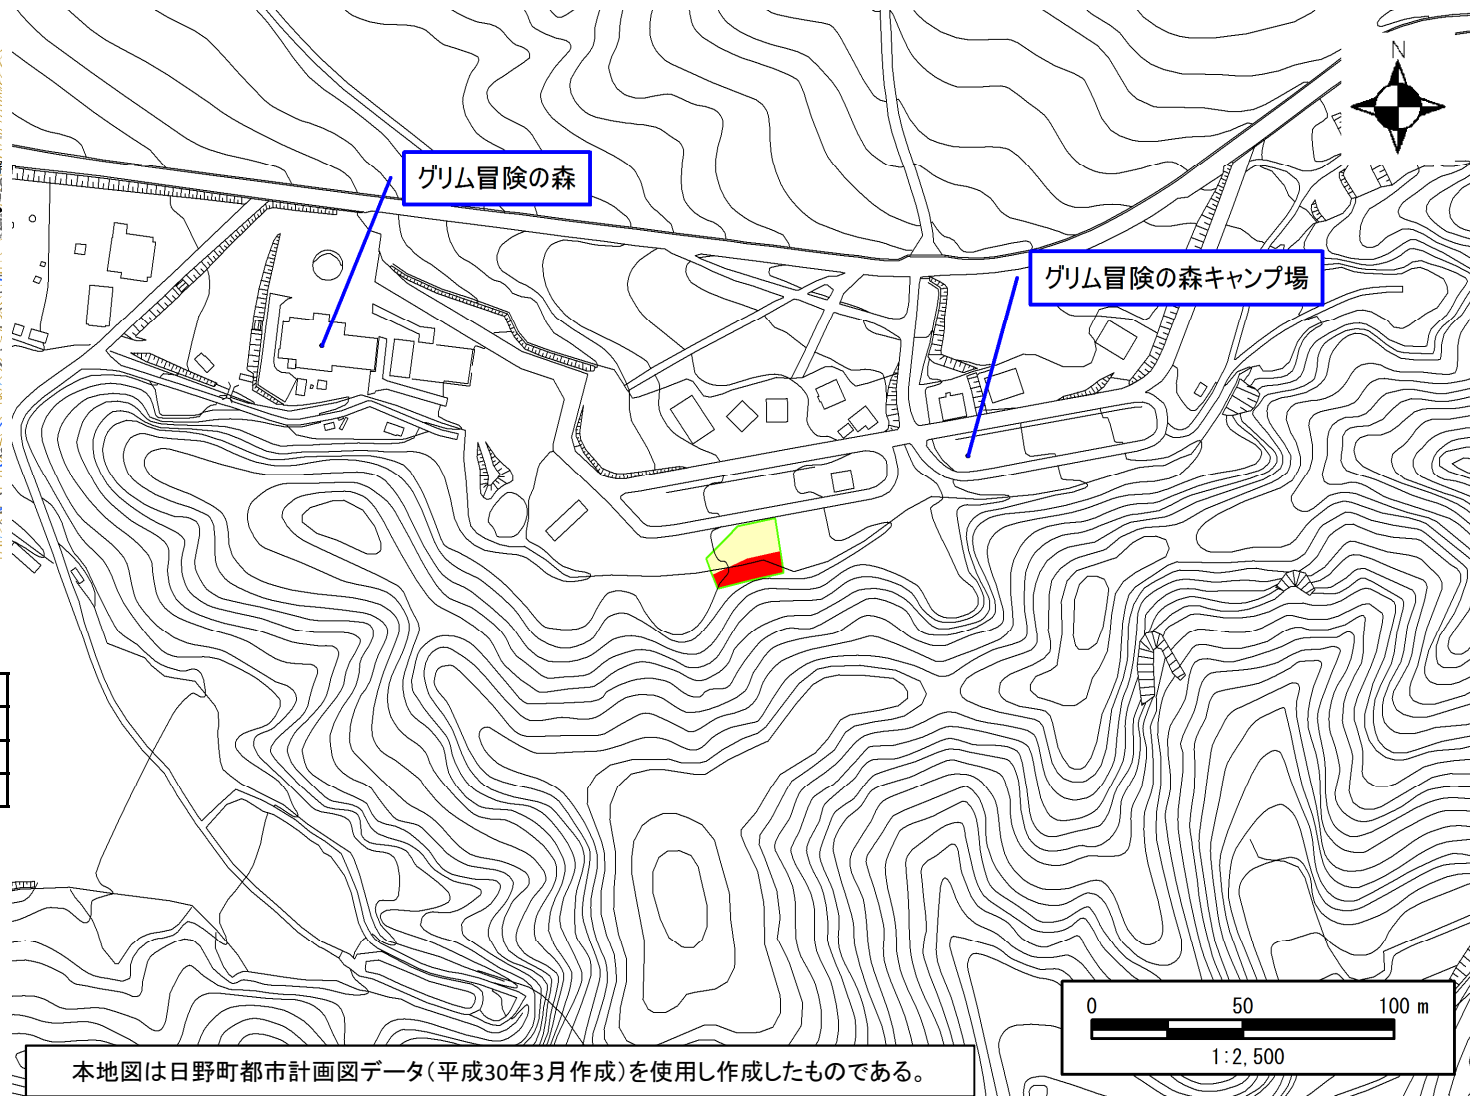 N
グリム冒険の森
グリム冒険の森キャンプ場
0 50 100 m
1:2,500
本地図は日野町都市計画図データ(平成30年3月作成)を使用し作成したものである。